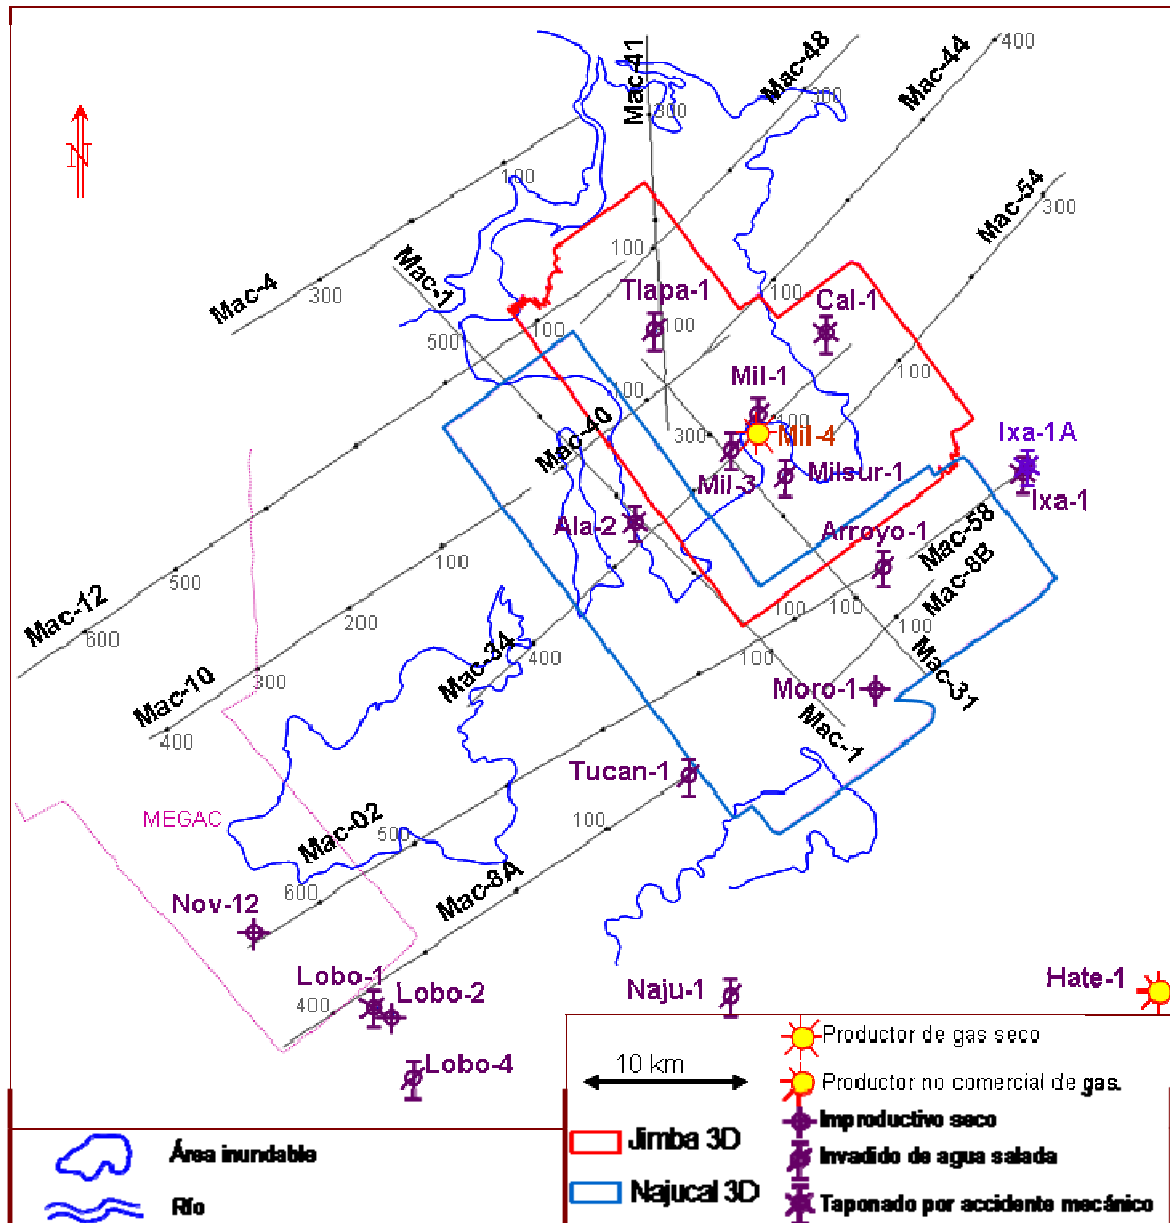 Mac-41
Mac-48
Mac-44
400
300
300
N
100
Mac-54
300
100
Mac-1
Mac-4
300
Tlapa-1
100
Cal-1
500
100
100
100
Mil-1
100
Mac-40
100
300
Mil-4
Ixa-1A
Mil-3
Milsur-1
Ixa-1
Ala-2
Arroyo-1
Mac-58
100
500
Mac-8B
Mac-12
600
200
100
100
100
Mac-34
400
100
Mac-10
300
Mac-31
Moro-1
400
Mac-1
Tucan-1
MEGAC
100
Mac-02
500
Mac-8A
600
Nov-12
Lobo-1
Lobo-2
400
Naju-1
Hate-1
Lobo-4
10 km
Productor de gas seco
Productor no comercial de gas.
Improductivo seco
Jimba 3D
Invadido de agua salada
Najucal 3D
Taponado por accidente mecánico
Área inundable
Río